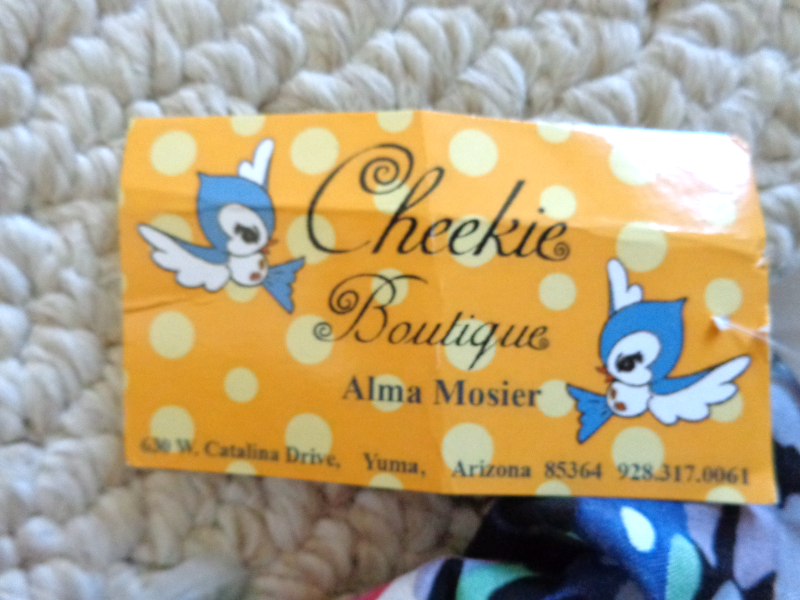 Cheekie
Boutique
Alma Mosier
630 W. Catalina Drive, Yuma, Arizona 85364 928.317.0061